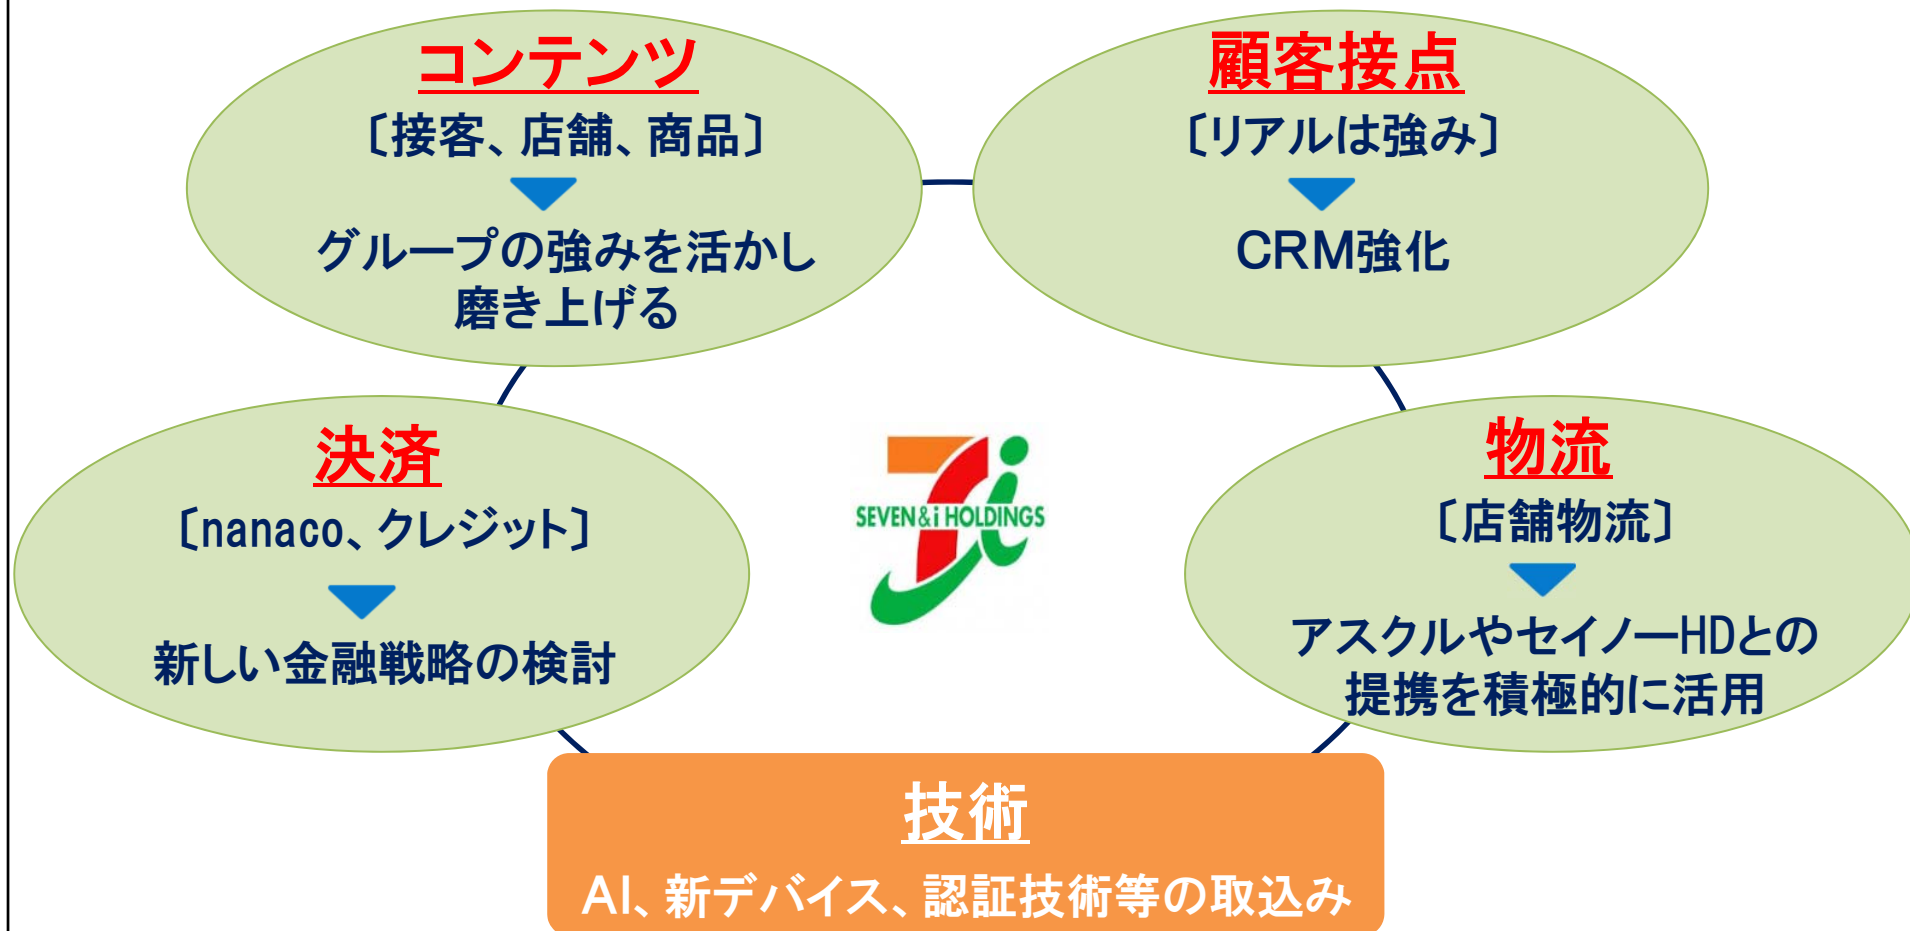 コンテンツ
〔接客、店舗、商品〕
グループの強みを活かし
磨き上げる
顧客接点
〔リアルは強み〕
CRM強化
決済
〔nanaco、クレジット〕
新しい金融戦略の検討
SEVEN&i HOLDINGS
物流
〔店舗物流〕
アスクルやセイノーHDとの
提携を積極的に活用
技術
AI、新デバイス、認証技術等の取込み